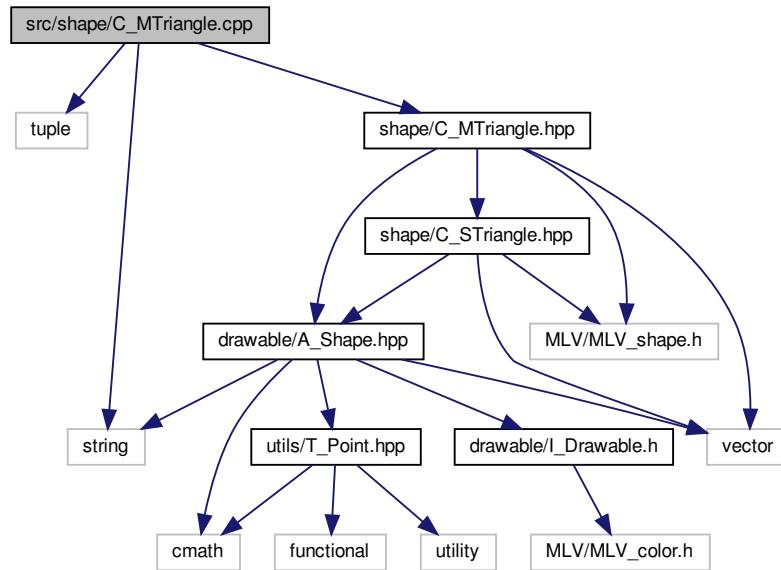 src/shape/C_MTriangle.cpp
tuple
shape/C_MTriangle.hpp
shape/C_STriangle.hpp
drawable/A_Shape.hpp
MLV/MLV_shape.h
string
utils/T_Point.hpp
drawable/I_Drawable.h
vector
cmath
functional
utility
MLV/MLV_color.h